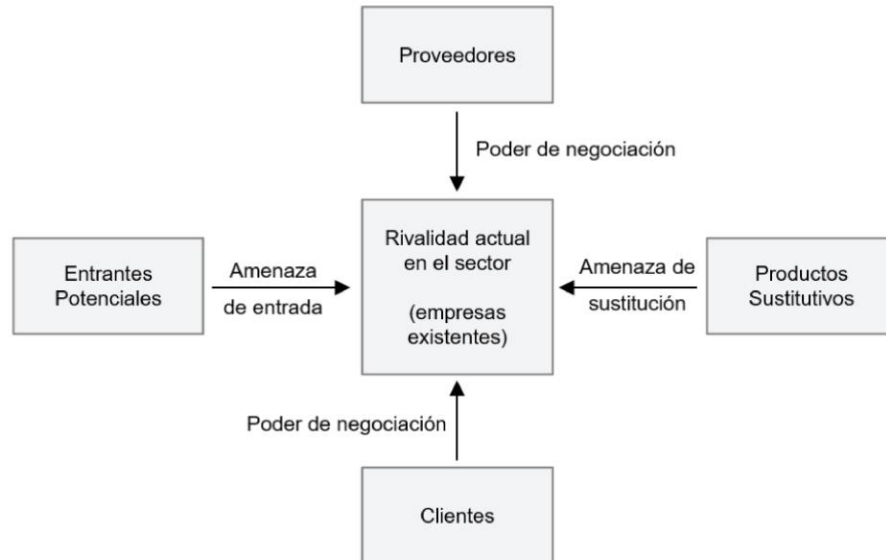 Proveedores
Poder de negociación
Entrantes
Potenciales
Amenaza
de entrada
Rivalidad actual
en el sector
(empresas
existentes)
Amenaza de
sustitución
Productos
Sustitutivos
Poder de negociación
Clientes